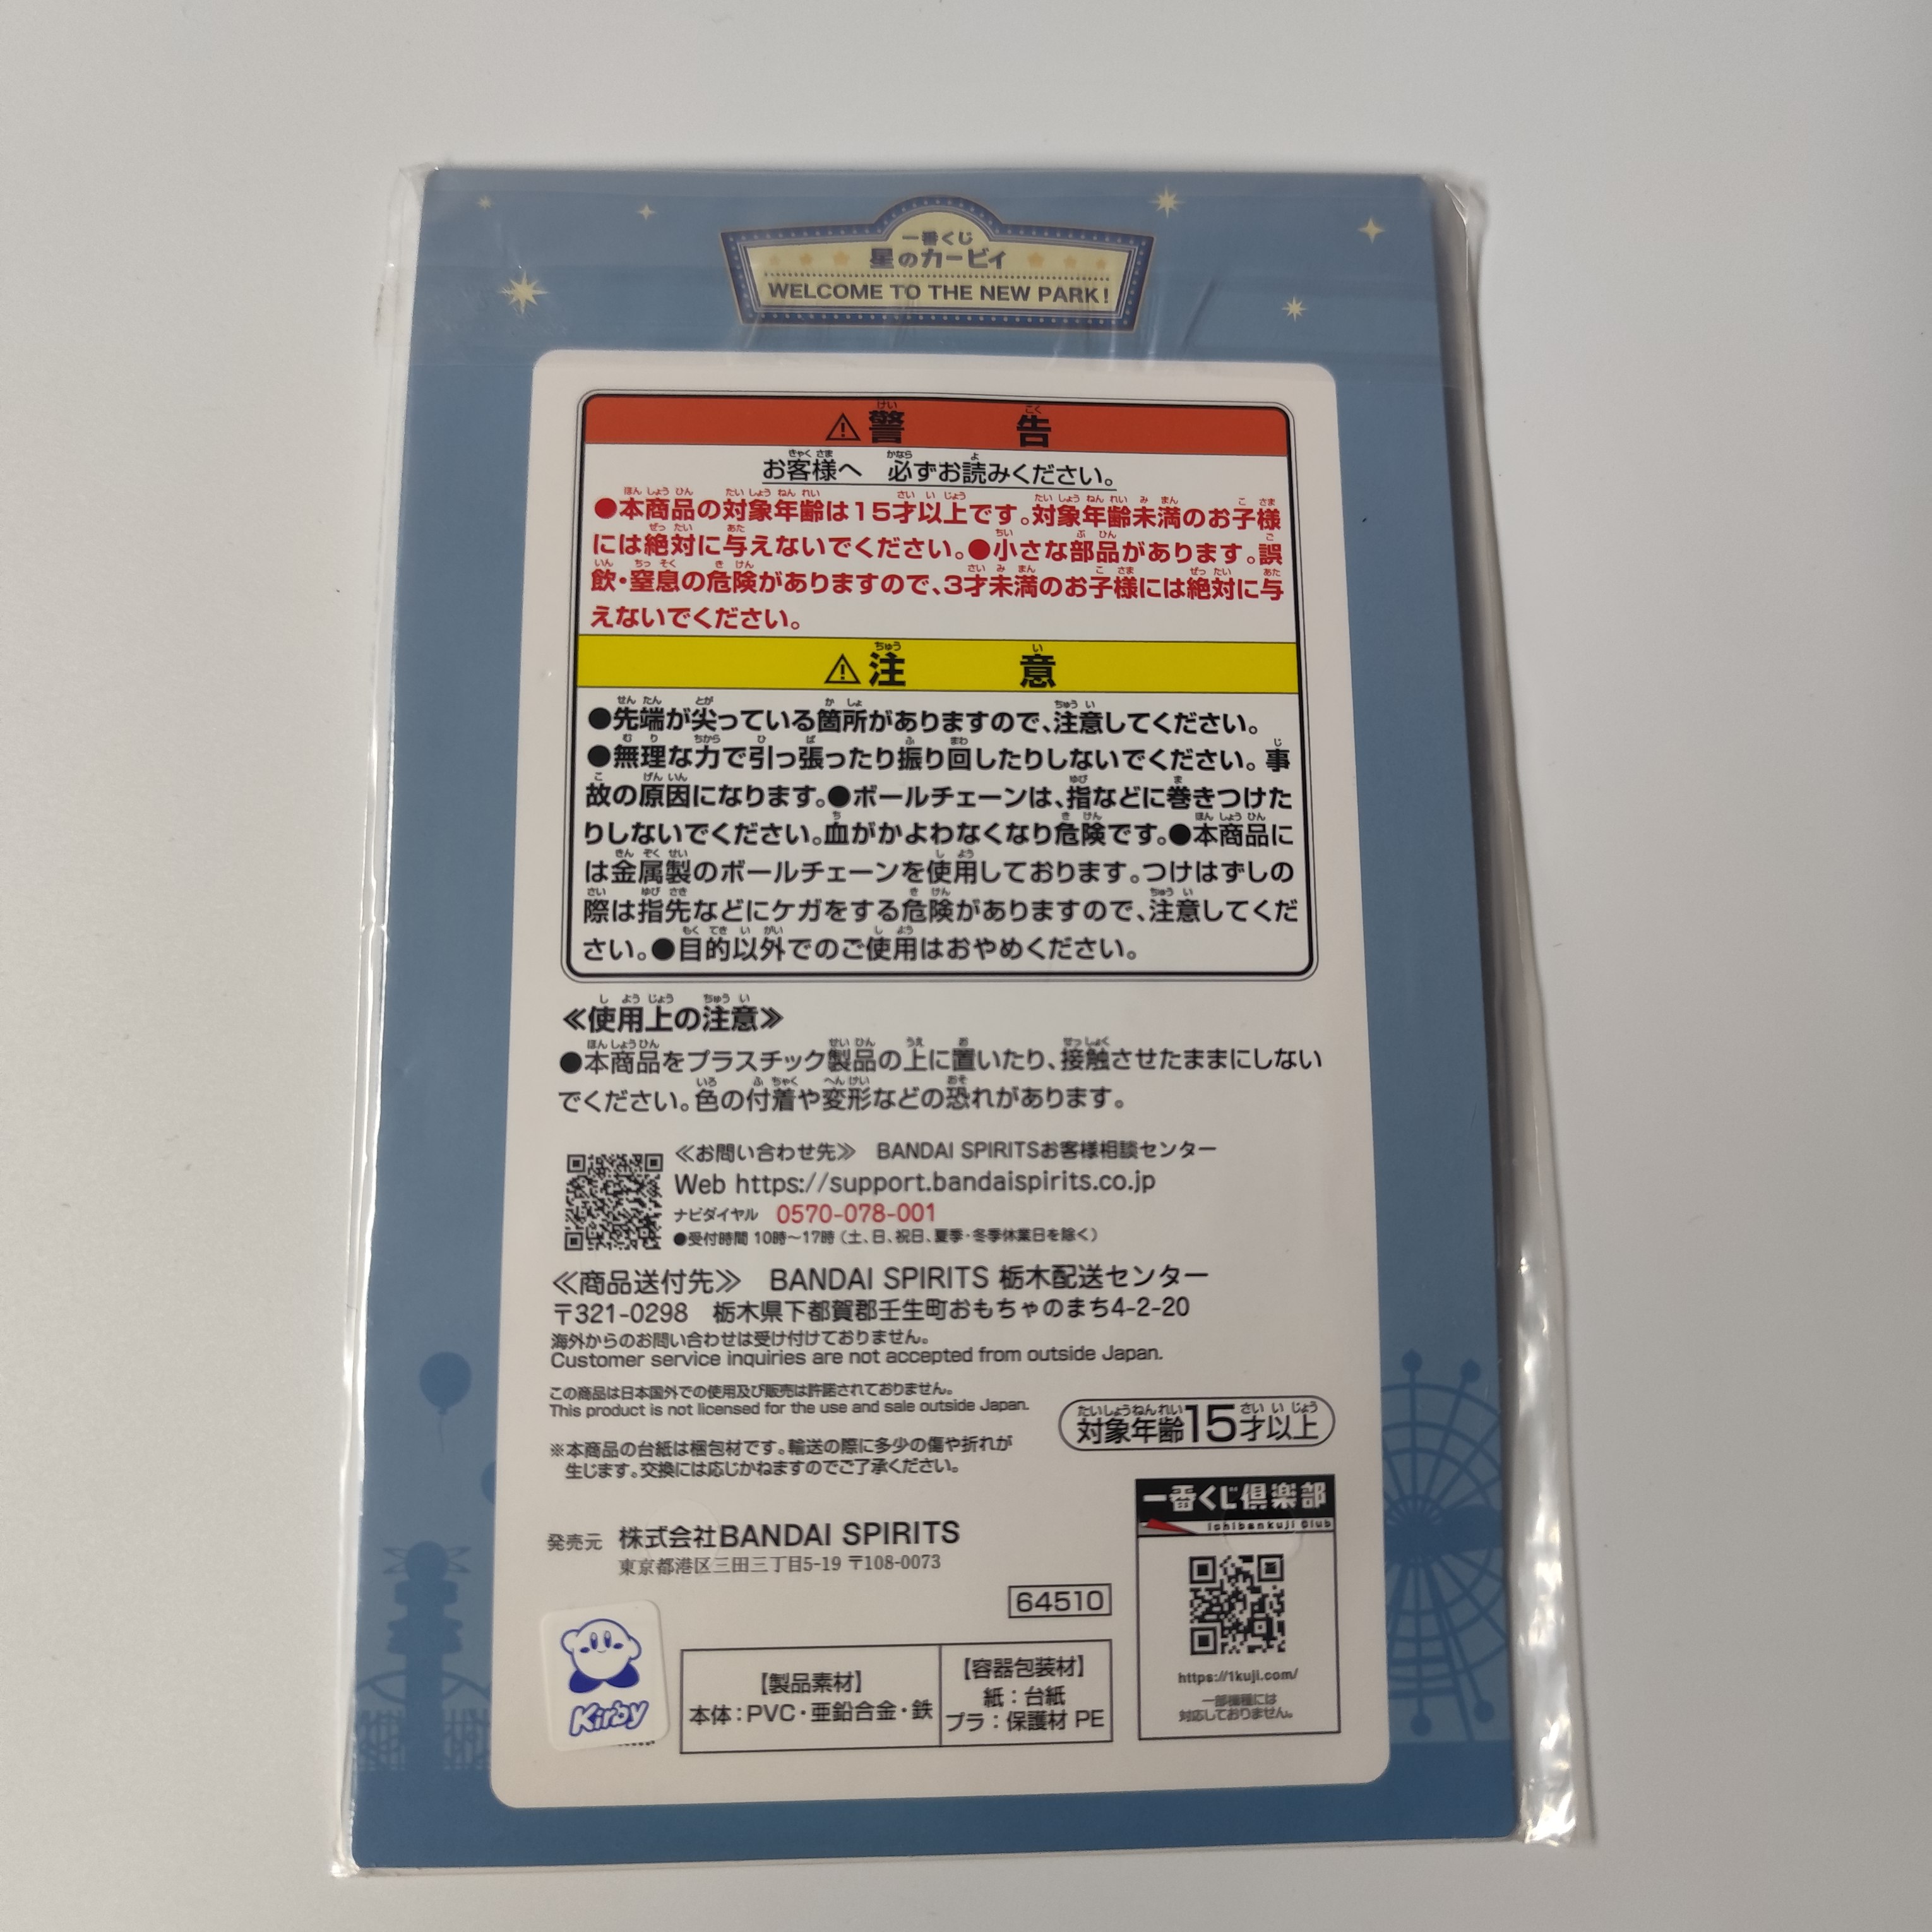 一番くじ
星のカービィ
WELCOME TO THE NEW PARK!
⚠警告
お客様へ 必ずお読みください。
●本商品の対象年齢は15才以上です。対象年齢未満のお子様
には絶対に与えないでください。●小さな部品があります。誤
飲・窒息の危険がありますので、3才未満のお子様には絶対に与
えないでください。
⚠注意
●先端が尖っている箇所がありますので、注意してください。
●無理な力で引っ張ったり振り回したりしないでください。事
故の原因になります。●ボールチェーンは、指などに巻きつけた
りしないでください。血がかよわなくなり危険です。●本商品に
は金属製のボールチェーンを使用しております。つけはずしの
際は指先などにケガをする危険がありますので、注意してくだ
さい。●目的以外でのご使用はおやめください。
≪使用上の注意≫
●本商品をプラスチック製品の上に置いたり、接触させたままにしない
でください。色の付着や変形などの恐れがあります。
≪お問い合わせ先≫ BANDAI SPIRITSお客様相談センター
Web https://support.bandaispirits.co.jp
ナビダイヤル 0570-078-001
●受付時間 10時～17時(土、日、祝日、夏季・冬季休業日を除く)
≪商品送付先≫ BANDAI SPIRITS 栃木配送センター
〒321-0298 栃木県下都賀郡壬生町おもちゃのまち4-2-20
海外からのお問い合わせは受け付けておりません。
Customer service inquiries are not accepted from outside Japan.
この商品は日本国外での使用及び販売は許諾されておりません。
This product is not licensed for the use and sale outside Japan.
対象年齢15才以上
※本商品の台紙は梱包材です。輸送の際に多少の傷や折れが
生じます。交換には応じかねますのでご了承ください。
発売元 株式会社BANDAI SPIRITS
東京都港区三田三丁目5-19 〒108-0073
64510
一番くじ倶楽部
Ichibankuji Club
https://1kuji.com/
一部機種には
対応しておりません。
Kirby
【製品素材】
本体:PVC・亜鉛合金・鉄
【容器包装材】
紙:台紙
プラ:保護材 PE